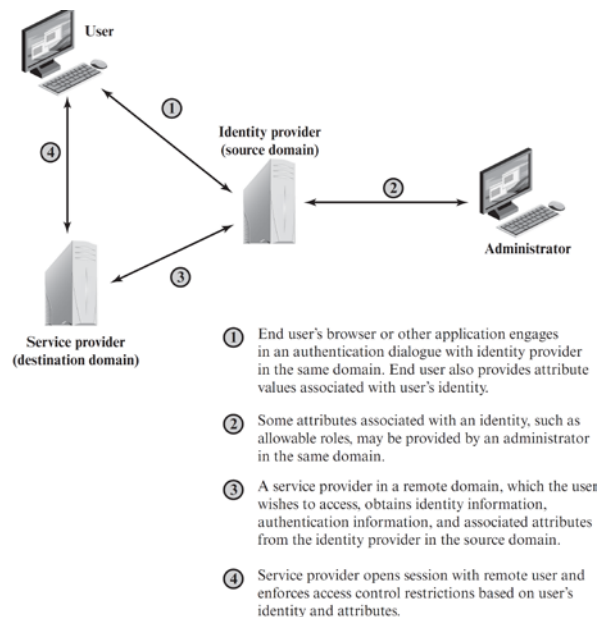 User
1
Identity provider
(source domain)
4
2
Administrator
3
Service provider
(destination domain)
1 End user's browser or other application engages
in an authentication dialogue with identity provider
in the same domain. End user also provides attribute
values associated with user's identity.
2 Some attributes associated with an identity, such as
allowable roles, may be provided by an administrator
in the same domain.
3 A service provider in a remote domain, which the user
wishes to access, obtains identity information,
authentication information, and associated attributes
from the identity provider in the source domain.
4 Service provider opens session with remote user and
enforces access control restrictions based on user's
identity and attributes.